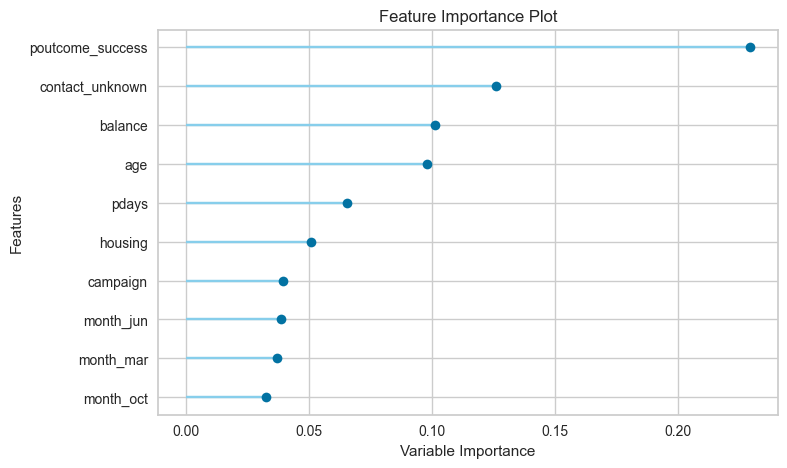 Feature Importance Plot
poutcome_success
contact_unknown
balance
age
pdays
housing
campaign
month_jun
month_mar
month_oct
Features
0.00 0.05 0.10 0.15 0.20
Variable Importance